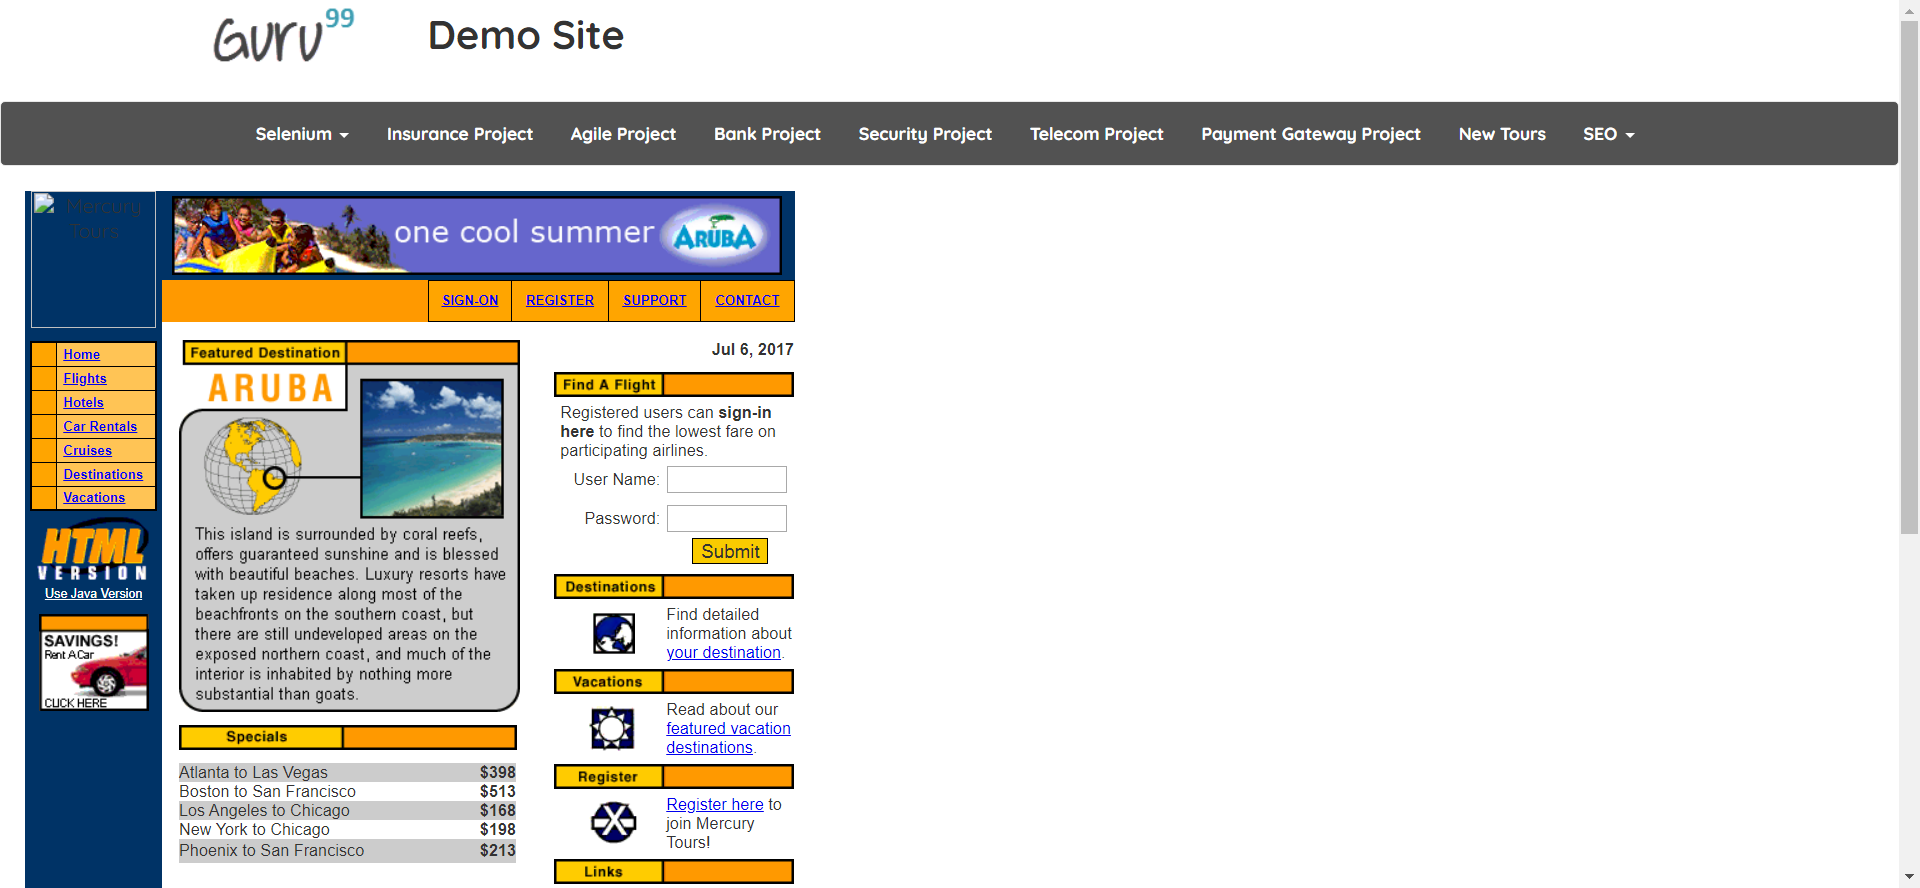 Guru99
Demo Site
Selenium
Insurance Project
Agile Project
Bank Project
Security Project
Telecom Project
Payment Gateway Project
New Tours
SEO
Mercury
Tours
one cool summer
ARUBA
SIGN-ON
REGISTER
SUPPORT
CONTACT
Home
Flights
Hotels
Car Rentals
Cruises
Destinations
Vacations
HTML
VERSION
Use Java Version
SAVINGS!
Rent A Car
CLICK HERE
Featured Destination
ARUBA
This island is surrounded by coral reefs,
offers guaranteed sunshine and is blessed
with beautiful beaches. Luxury resorts have
taken up residence along most of the
beachfronts on the southern coast, but
there are still undeveloped areas on the
exposed northern coast, and much of the
interior is inhabited by nothing more
substantial than goats.
Specials
Atlanta to Las Vegas $398
Boston to San Francisco $513
Los Angeles to Chicago $168
New York to Chicago $198
Phoenix to San Francisco $213
Jul 6, 2017
Find A Flight
Registered users can sign-in
here to find the lowest fare on
participating airlines.
User Name:
Password:
Submit
Destinations
Find detailed
information about
your destination.
Vacations
Read about our
featured vacation
destinations.
Register
Register here to
join Mercury
Tours!
Links